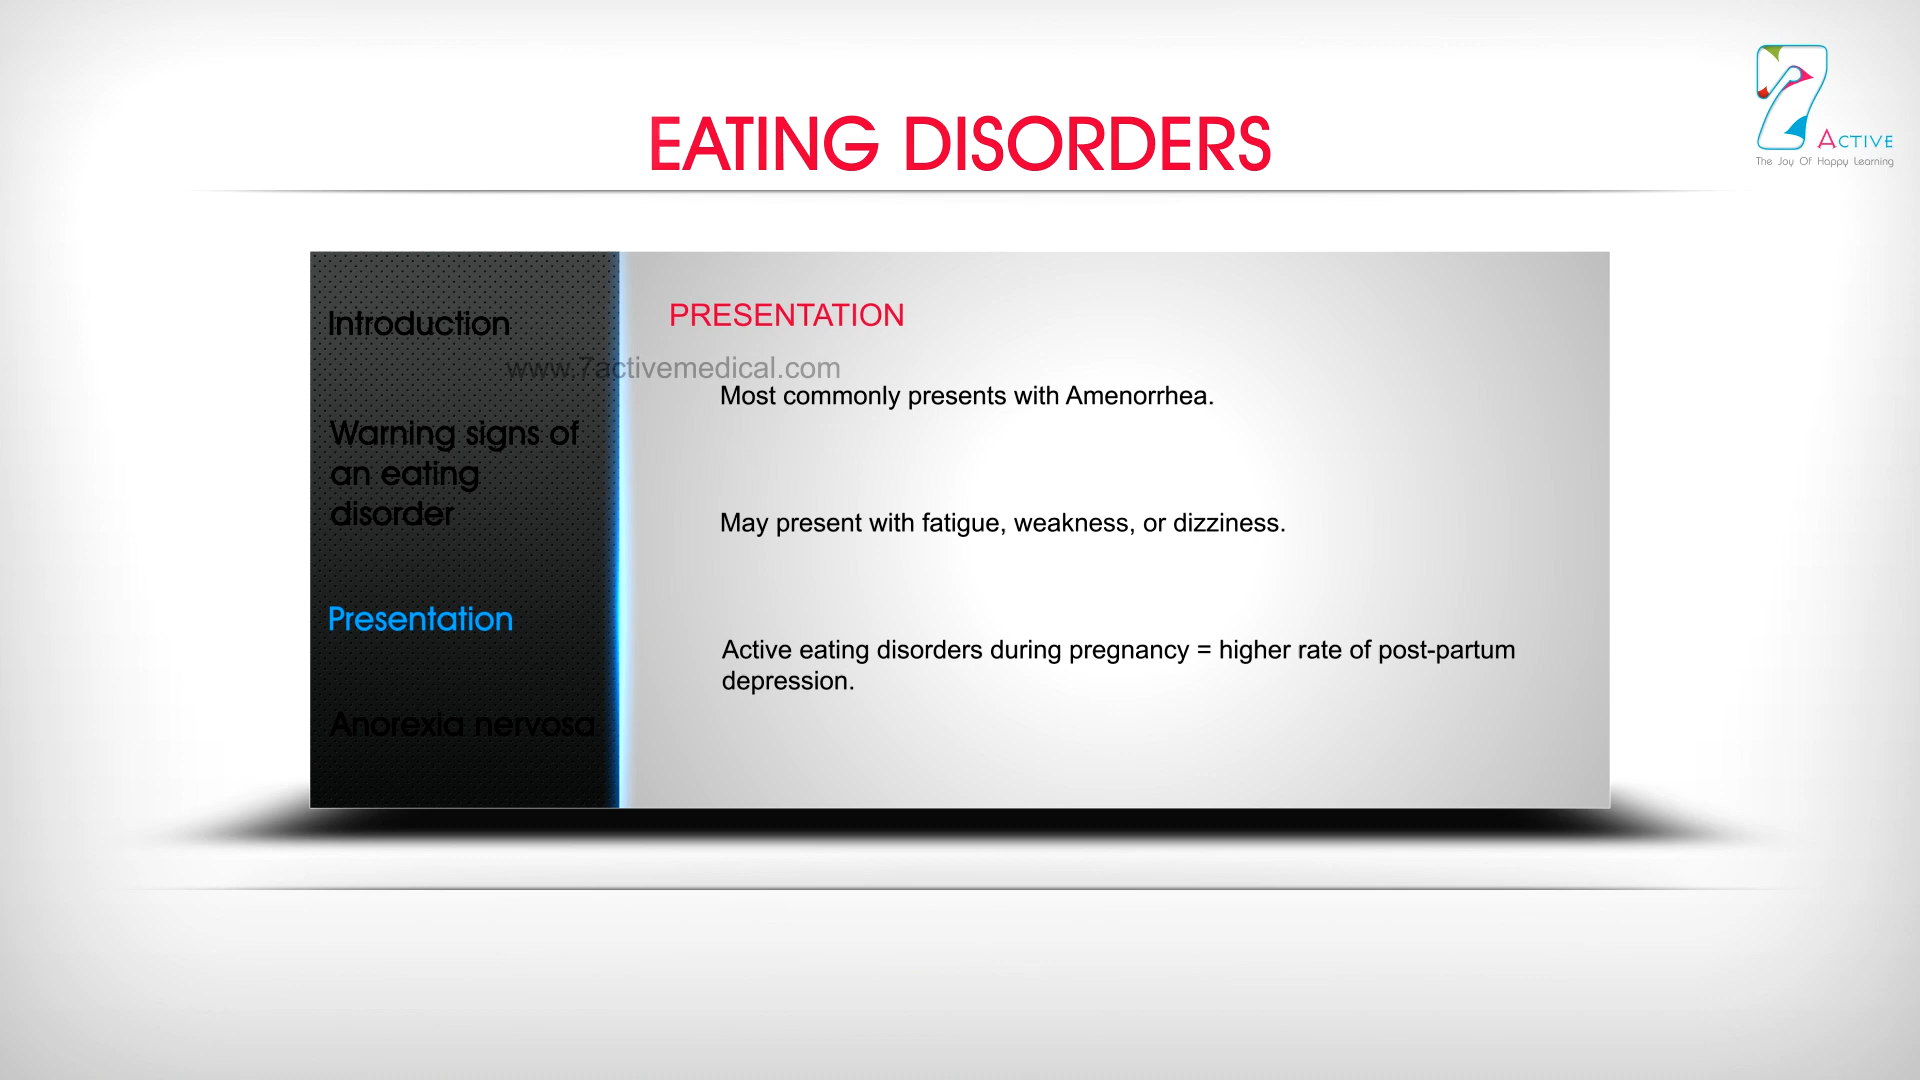 EATING DISORDERS
7 ACTIVE
The Joy Of Happy Learning
Introduction
Warning signs of
an eating
disorder
Presentation
Anorexia nervosa
PRESENTATION
www.7activemedical.com
Most commonly presents with Amenorrhea.
May present with fatigue, weakness, or dizziness.
Active eating disorders during pregnancy = higher rate of post-partum
depression.